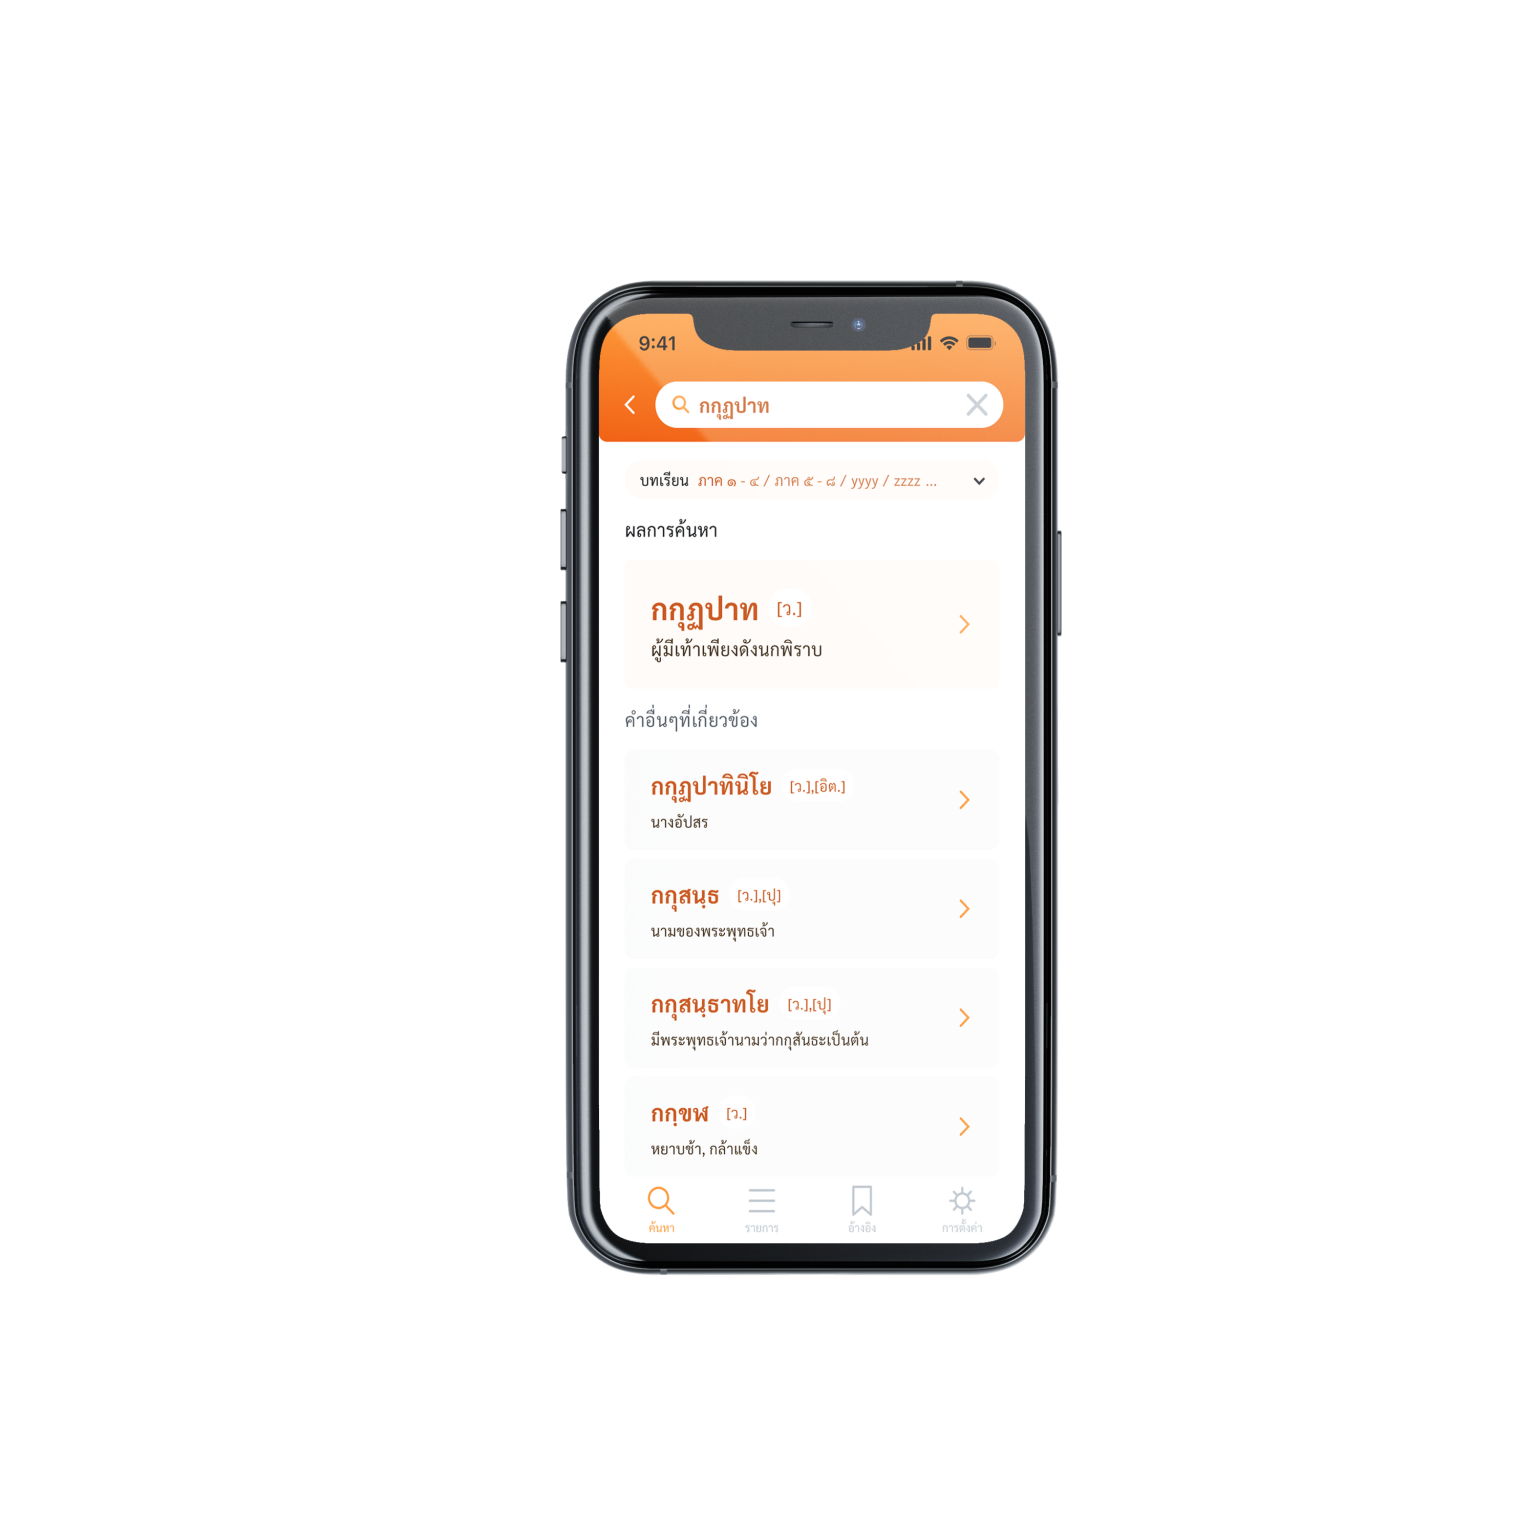 9:41
กกุฏปาท
บทเรียน ภาค ๑ - ๔ / ภาค ๕ - ๘ / yyyy / zzzz ...
ผลการค้นหา
กกุฏปาท [ว.]
ผู้มีเท้าเพียงดังนกพิราบ
คำอื่นๆที่เกี่ยวข้อง
กกุฏปาทินิโย [ว.],[อิต.]
นางอัปสร
กกุสนฺธ [ว.],[ปุ]
นามของพระพุทธเจ้า
กกุสนฺธาทโย [ว.],[ปุ]
มีพระพุทธเจ้านามว่ากกุสันธะเป็นต้น
กกฺขฬ [ว.]
หยาบช้า, กล้าแข็ง
ค้นหา รายการ อ้างอิง การตั้งค่า